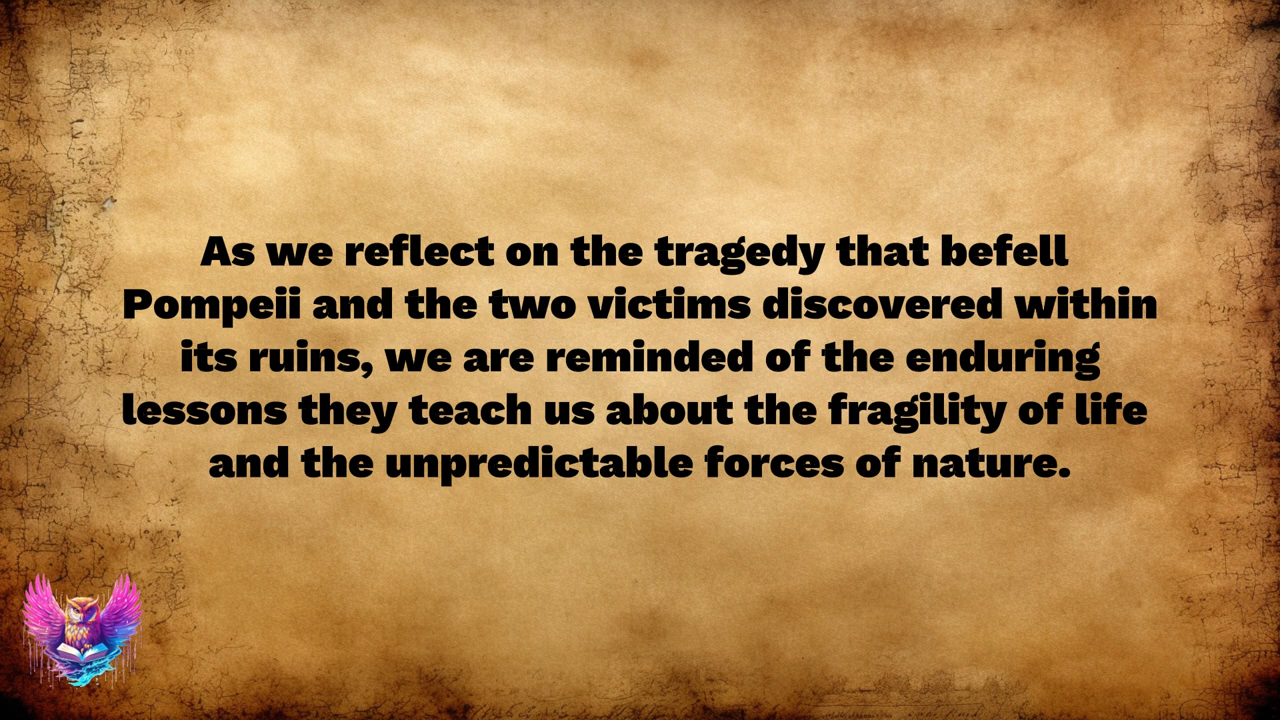 As we reflect on the tragedy that befell
Pompeii and the two victims discovered within
its ruins, we are reminded of the enduring
lessons they teach us about the fragility of life
and the unpredictable forces of nature.